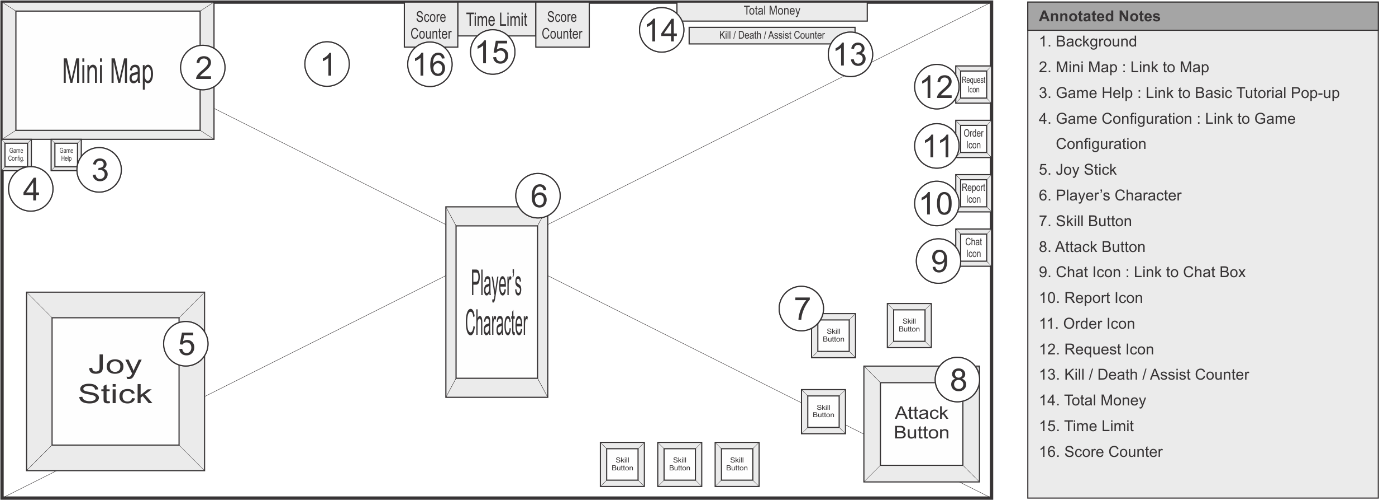 Mini Map
2
1
Score
Counter
16
Time Limit
15
Score
Counter
14
Total Money
Kill / Death / Assist Counter
13
12
Request
Icon
11
Order
Icon
10
Report
Icon
9
Chat
Icon
Game
Config.
4
Game
Help
3
6
Player's
Character
Joy
Stick
5
7
Skill
Button
Skill
Button
Skill
Button
8
Attack
Button
Skill
Button
Skill
Button
Skill
Button
Annotated Notes
1. Background
2. Mini Map : Link to Map
3. Game Help : Link to Basic Tutorial Pop-up
4. Game Configuration : Link to Game
Configuration
5. Joy Stick
6. Player's Character
7. Skill Button
8. Attack Button
9. Chat Icon : Link to Chat Box
10. Report Icon
11. Order Icon
12. Request Icon
13. Kill / Death / Assist Counter
14. Total Money
15. Time Limit
16. Score Counter